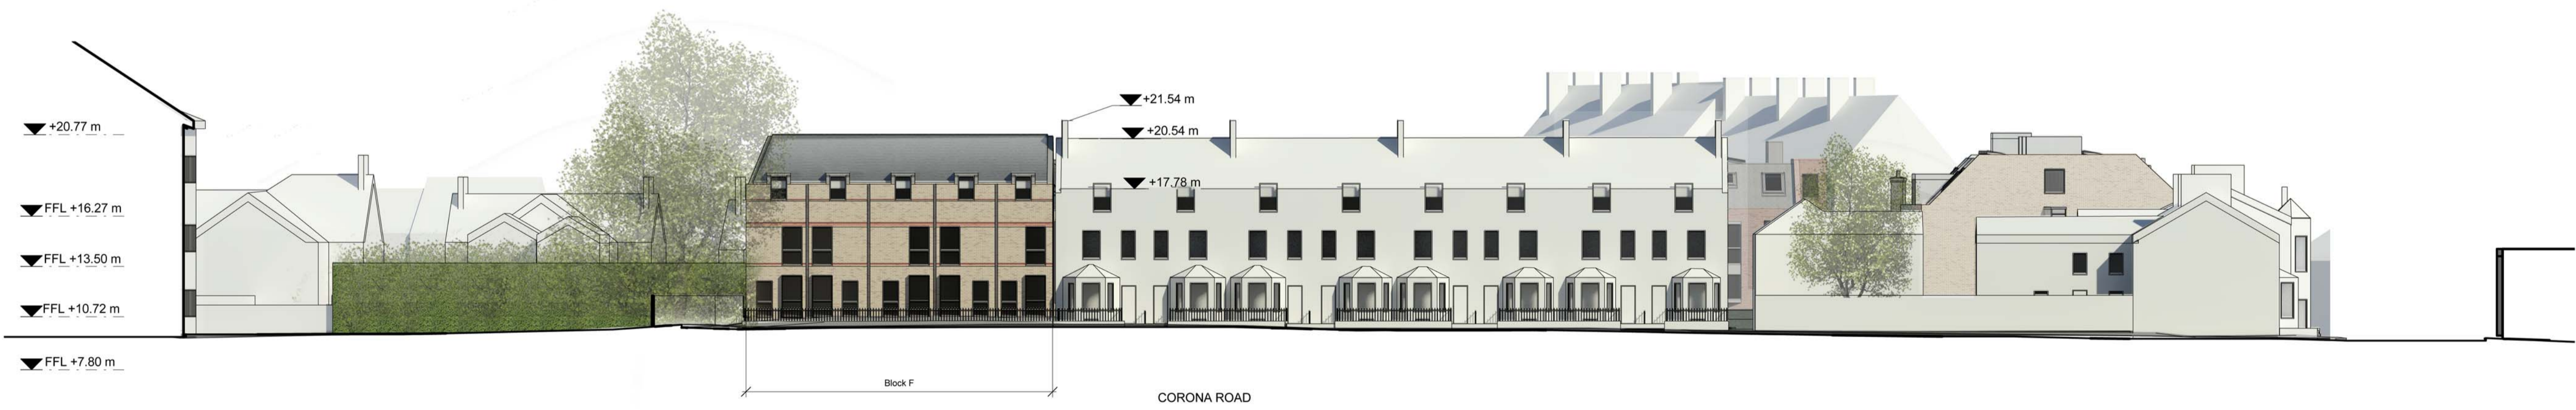 +20.77 m
FFL +16.27 m
FFL +13.50 m
FFL +10.72 m
FFL +7.80 m
+21.54 m
+20.54 m
+17.78 m
Block F
CORONA ROAD